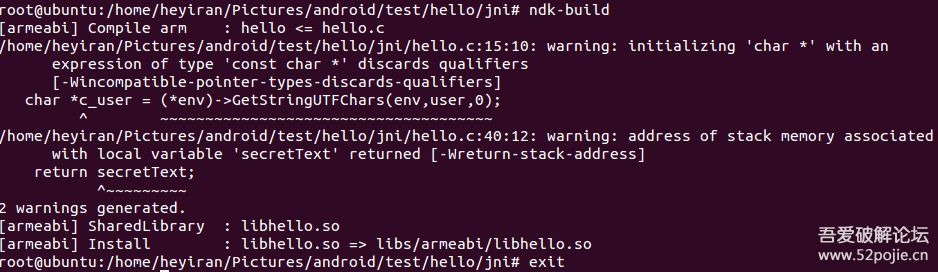 root@ubuntu:/home/heyiran/Pictures/android/test/hello/jni# ndk-build
[armeabi] Compile arm    : hello <= hello.c
/home/heyiran/Pictures/android/test/hello/jni/hello.c:15:10: warning: initializing 'char *' with an
      expression of type 'const char *' discards qualifiers
      [-Wincompatible-pointer-types-discards-qualifiers]
   char *c_user = (*env)->GetStringUTFChars(env,user,0);
         ^        ~~~~~~~~~~~~~~~~~~~~~~~~~~~~~~~~~~~~~
/home/heyiran/Pictures/android/test/hello/jni/hello.c:40:12: warning: address of stack memory associated
      with local variable 'secretText' returned [-Wreturn-stack-address]
    return secretText;
           ^~~~~~~~~~
2 warnings generated.
[armeabi] SharedLibrary  : libhello.so
[armeabi] Install        : libhello.so => libs/armeabi/libhello.so
root@ubuntu:/home/heyiran/Pictures/android/test/hello/jni# exit
吾爱破解论坛
www.52pojie.cn